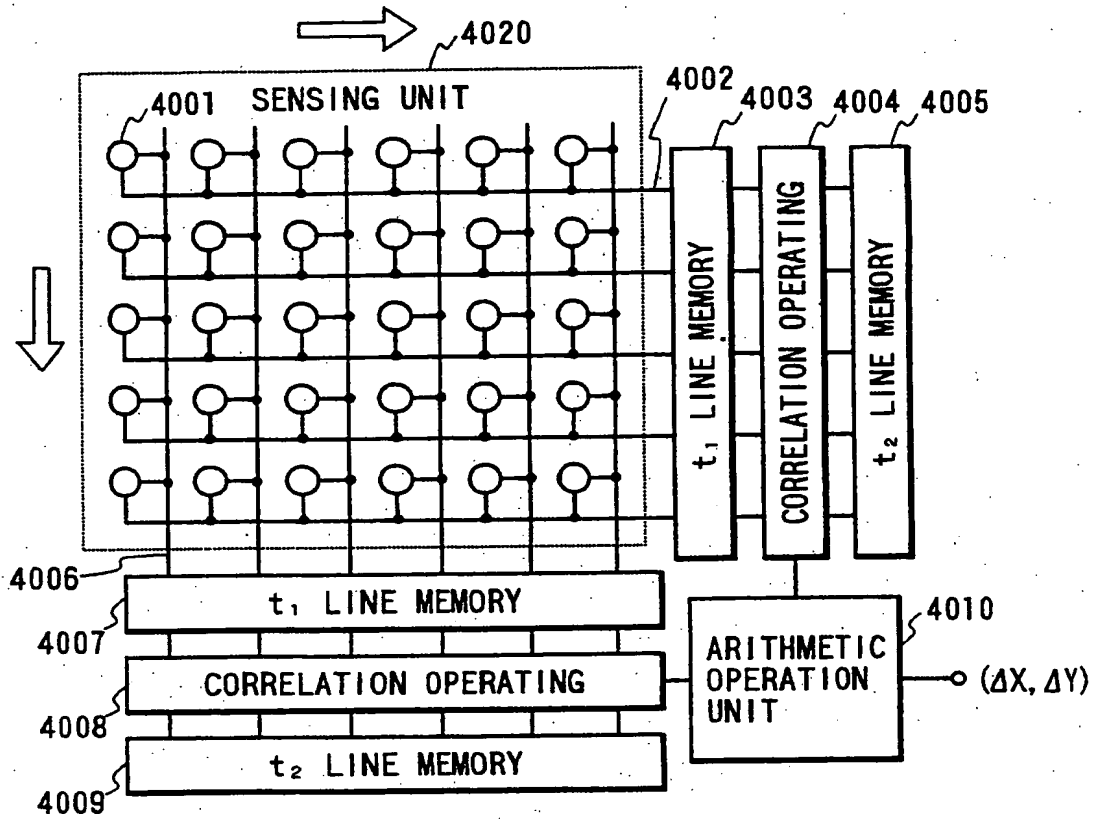 4020
4001
SENSING UNIT
4002
4003
4004
4005
t₁ LINE MEMORY
CORRELATION OPERATING
t₂ LINE MEMORY
4006
t₁ LINE MEMORY
4007
4010
ARITHMETIC
OPERATION
UNIT
CORRELATION OPERATING
(ΔX, ΔY)
4008
t₂ LINE MEMORY
4009